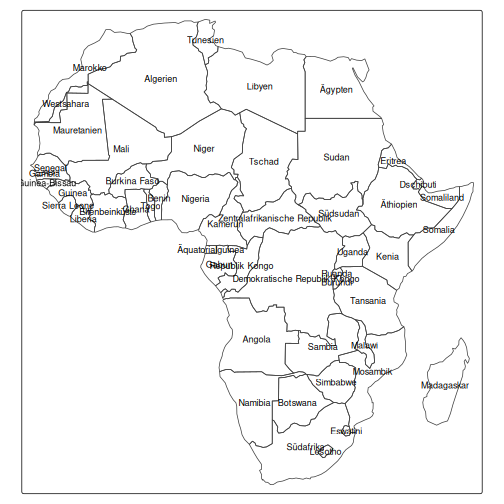 Tunesien
Marokko
Algerien
Libyen
Ägypten
Westsahara
Mauretanien
Mali
Niger
Tschad
Sudan
Eritrea
Senegal
Gambia
Guinea-Bissau
Guinea
Burkina Faso
Dschibuti
Benin
Nigeria
Somaliland
Äthiopien
Sierra Leone
Elfenbeinküste
Ghana
Togo
Liberia
Südsudan
Zentralafrikanische Republik
Kamerun
Somalia
Äquatorialguinea
Uganda
Kenia
Gabun
Republik Kongo
Ruanda
Demokratische Republik Kongo
Burundi
Tansania
Angola
Sambia
Malawi
Mosambik
Simbabwe
Madagaskar
Namibia
Botswana
Eswatini
Südafrika
Lesotho